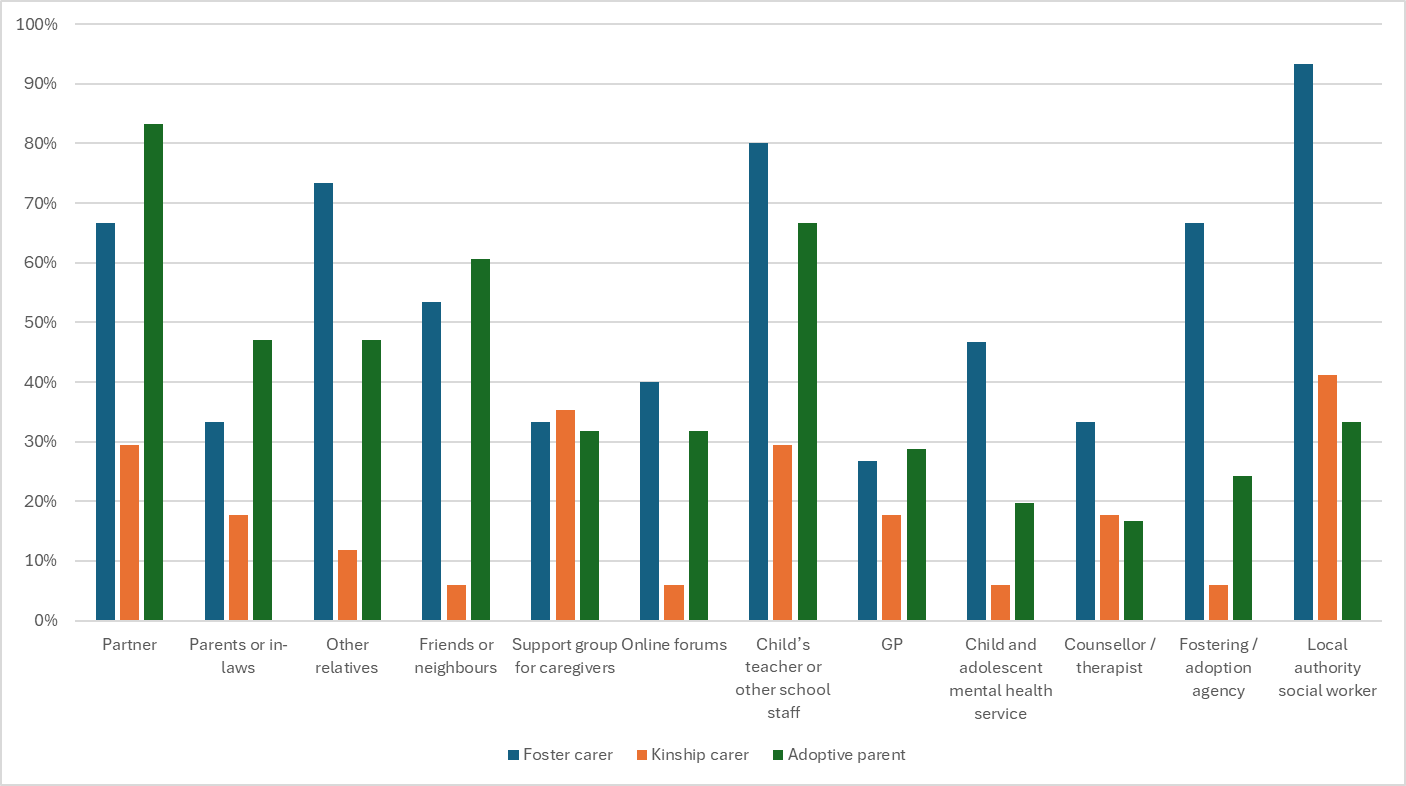 100%
90%
80%
70%
60%
50%
40%
30%
20%
10%
0%
Partner
Parents or in-
laws
Other
relatives
Friends or
neighbours
Support group
for caregivers
Online forums
Child’s
teacher or
other school
staff
GP
Child and
adolescent
mental health
service
Counsellor /
therapist
Fostering /
adoption
agency
Local
authority
social worker
Foster carer
Kinship carer
Adoptive parent